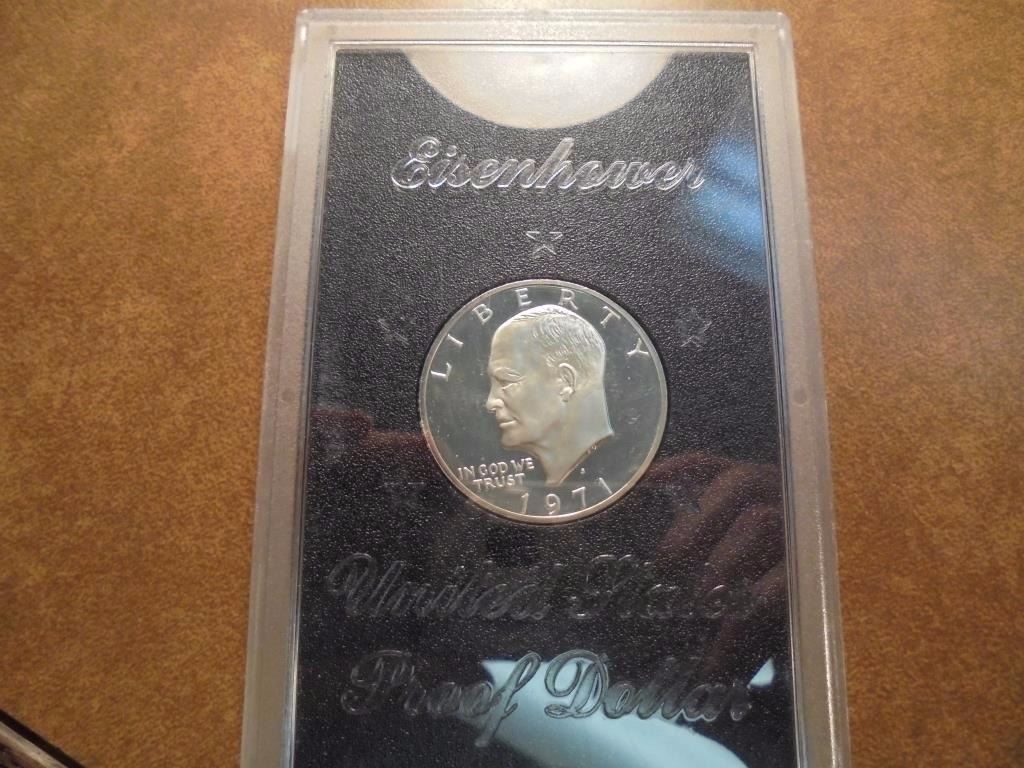 Eisenhower
LIBERTY
IN GOD WE
TRUST
S
1971
United States
Proof Dollar